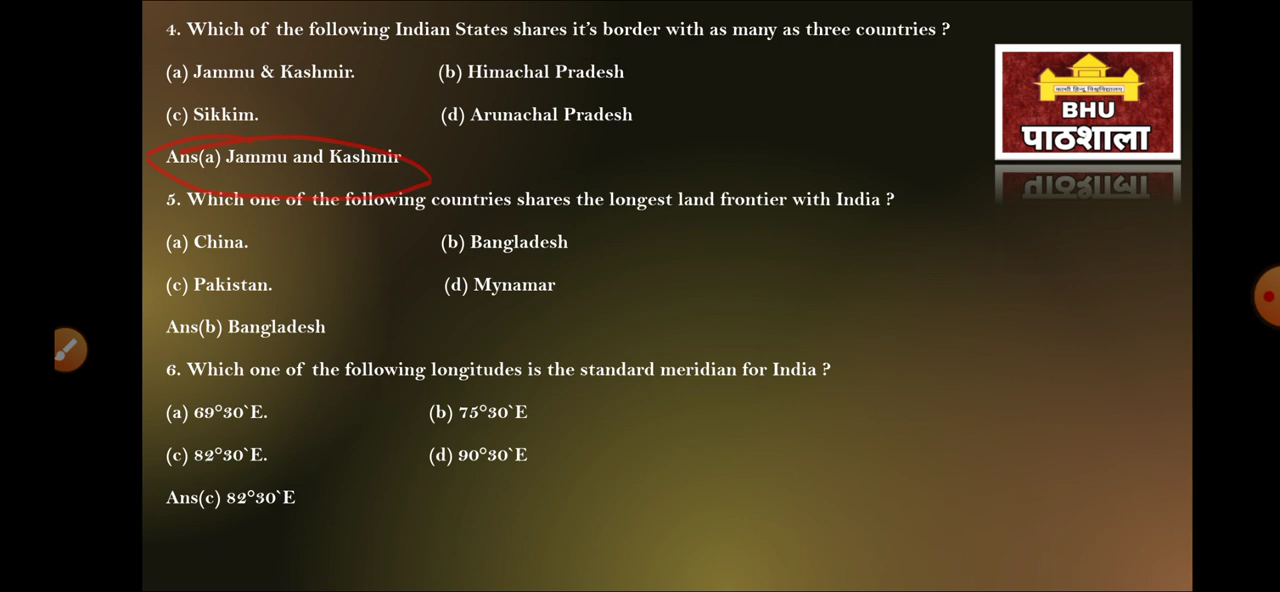 4. Which of the following Indian States shares it's border with as many as three countries ?
(a) Jammu & Kashmir. (b) Himachal Pradesh
(c) Sikkim. (d) Arunachal Pradesh
Ans(a) Jammu and Kashmir
5. Which one of the following countries shares the longest land frontier with India ?
(a) China. (b) Bangladesh
(c) Pakistan. (d) Mynamar
Ans(b) Bangladesh
6. Which one of the following longitudes is the standard meridian for India ?
(a) 69°30`E. (b) 75°30`E
(c) 82°30`E. (d) 90°30`E
Ans(c) 82°30`E
काशी हिन्दू विश्वविद्यालय
BHU
पाठशाला